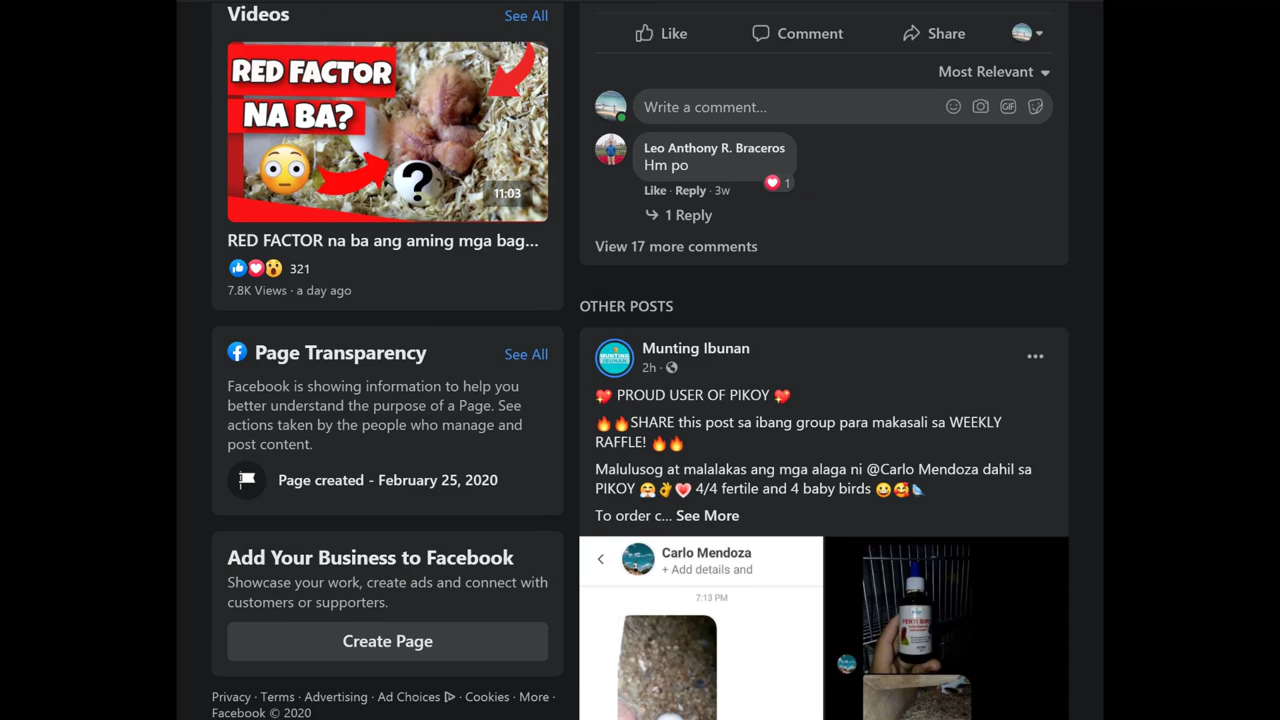 Videos
See All
RED FACTOR
NA BA?
?
11:03
RED FACTOR na ba ang aming mga bag...
321
7.8K Views · a day ago
Page Transparency
See All
Facebook is showing information to help you
better understand the purpose of a Page. See
actions taken by the people who manage and
post content.
Page created - February 25, 2020
Add Your Business to Facebook
Showcase your work, create ads and connect with
customers or supporters.
Create Page
Privacy · Terms · Advertising · Ad Choices · Cookies · More ·
Facebook © 2020
Like
Comment
Share
Most Relevant
Write a comment...
GIF
Leo Anthony R. Braceros
Hm po
1
Like · Reply · 3w
1 Reply
View 17 more comments
OTHER POSTS
MUNTING
IBUNAN
Munting Ibunan
2h ·
💖 PROUD USER OF PIKOY 💖
🔥🔥SHARE this post sa ibang group para makasali sa WEEKLY
RAFFLE! 🔥🔥
Malulusog at malalakas ang mga alaga ni @Carlo Mendoza dahil sa
PIKOY 🤗👌💓 4/4 fertile and 4 baby birds 😀🥰🐦
To order c... See More
Carlo Mendoza
+ Add details and
7:13 PM